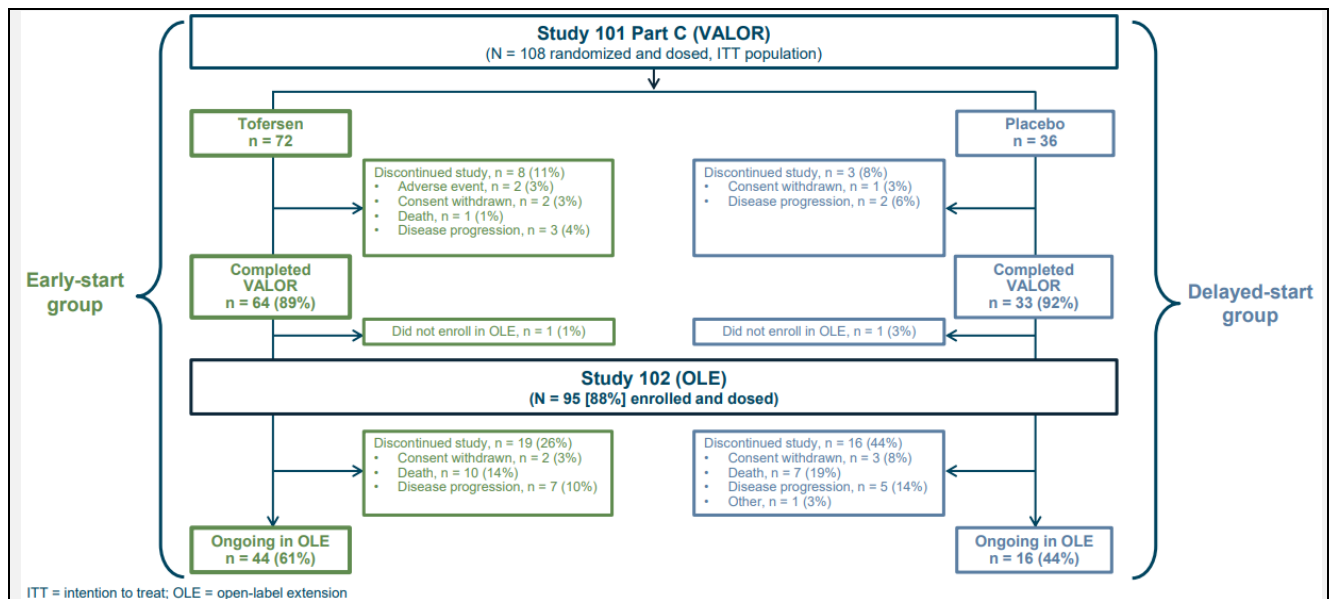 Study 101 Part C (VALOR)
(N = 108 randomized and dosed, ITT population)
Tofersen
n = 72
Placebo
n = 36
Discontinued study, n = 8 (11%)
• Adverse event, n = 2 (3%)
• Consent withdrawn, n = 2 (3%)
• Death, n = 1 (1%)
• Disease progression, n = 3 (4%)
Discontinued study, n = 3 (8%)
• Consent withdrawn, n = 1 (3%)
• Disease progression, n = 2 (6%)
Early-start
group
Completed
VALOR
n = 64 (89%)
Completed
VALOR
n = 33 (92%)
Delayed-start
group
Did not enroll in OLE, n = 1 (1%)
Did not enroll in OLE, n = 1 (3%)
Study 102 (OLE)
(N = 95 [88%] enrolled and dosed)
Discontinued study, n = 19 (26%)
• Consent withdrawn, n = 2 (3%)
• Death, n = 10 (14%)
• Disease progression, n = 7 (10%)
Discontinued study, n = 16 (44%)
• Consent withdrawn, n = 3 (8%)
• Death, n = 7 (19%)
• Disease progression, n = 5 (14%)
• Other, n = 1 (3%)
Ongoing in OLE
n = 44 (61%)
Ongoing in OLE
n = 16 (44%)
ITT = intention to treat; OLE = open-label extension